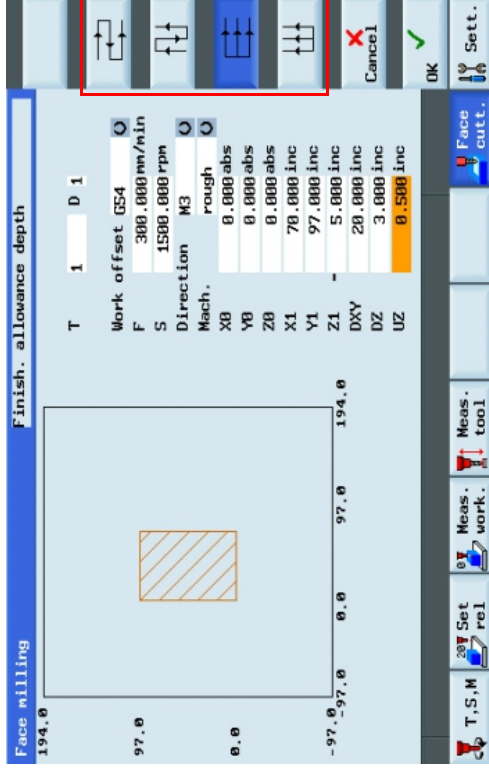 Face milling
Finish. allowance depth
194.0
97.0
0.0
-97.0
-97.0
0.0
97.0
194.0
T 1 D 1
Work offset G54
F 300.000 mm/min
S 1500.000 rpm
Direction M3
Mach. rough
X0 0.000 abs
Y0 0.000 abs
Z0 0.000 abs
X1 70.000 inc
Y1 97.000 inc
Z1 -5.000 inc
DXY 20.000 inc
DZ 3.000 inc
UZ 0.500 inc
Cancel
OK
T,S,M
20 Set
rel
0 Meas.
work.
Meas.
tool
Face
cutt.
Sett.